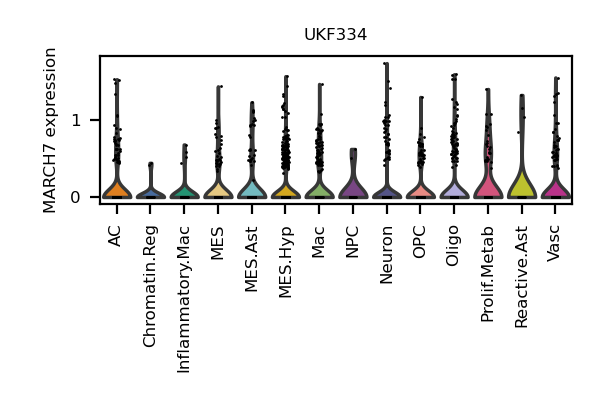 UKF334
MARCH7 expression
1
0
AC
Chromatin.Reg
Inflammatory.Mac
MES
MES.Ast
MES.Hyp
Mac
NPC
Neuron
OPC
Oligo
Prolif.Metab
Reactive.Ast
Vasc